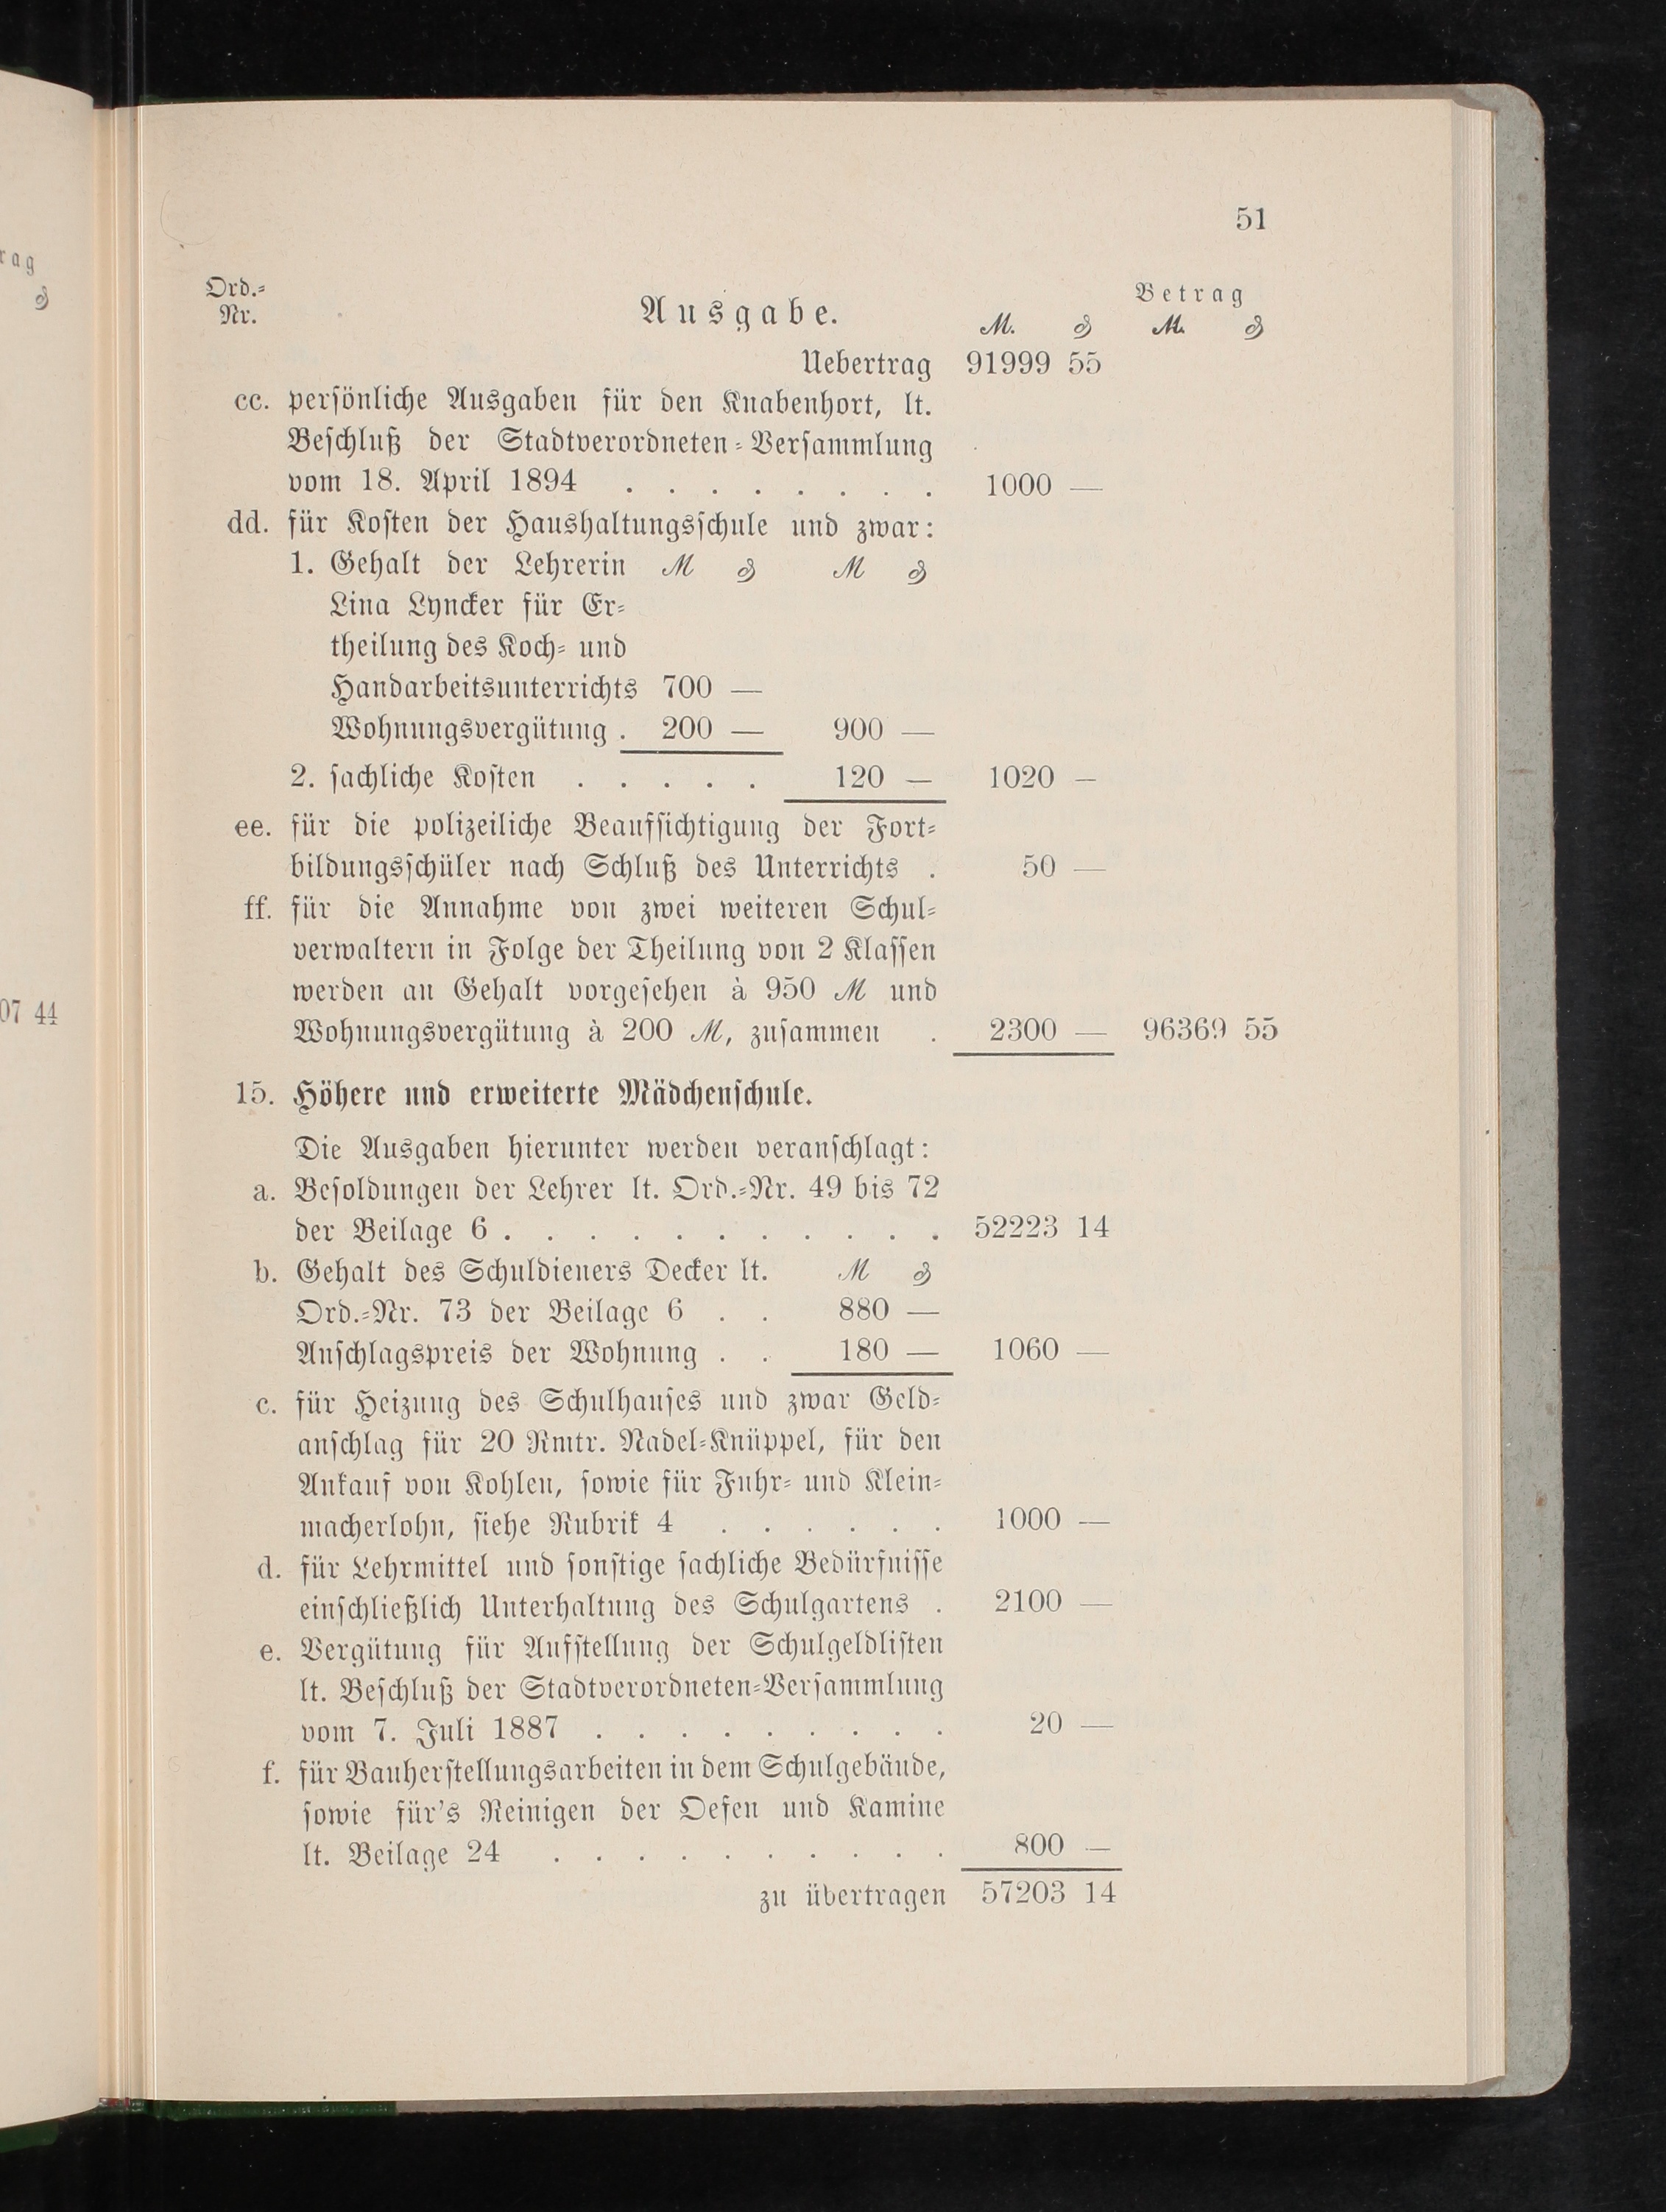 rag
₰
07 44
51
Ord.-
Nr.
Ausgabe.
Betrag
M. ₰ M. ₰
Uebertrag 91999 55
cc. persönliche Ausgaben für den Knabenhort, lt.
Beschluß der Stadtverordneten-Versammlung
vom 18. April 1894 . . . . . . . . 1000 —
dd. für Kosten der Haushaltungsschule und zwar:
1. Gehalt der Lehrerin M ₰ M ₰
Lina Lyncker für Er-
theilung des Koch- und
Handarbeitsunterrichts 700 —
Wohnungsvergütung . 200 — 900 —
2. sachliche Kosten . . . . . 120 — 1020 —
ee. für die polizeiliche Beaufsichtigung der Fort-
bildungsschüler nach Schluß des Unterrichts . 50 —
ff. für die Annahme von zwei weiteren Schul-
verwaltern in Folge der Theilung von 2 Klassen
werden an Gehalt vorgesehen à 950 M und
Wohnungsvergütung à 200 M, zusammen . 2300 — 96369 55
15. Höhere und erweiterte Mädchenschule.
Die Ausgaben hierunter werden veranschlagt:
a. Besoldungen der Lehrer lt. Ord.-Nr. 49 bis 72
der Beilage 6 . . . . . . . . . . . 52223 14
b. Gehalt des Schuldieners Decker lt. M ₰
Ord.-Nr. 73 der Beilage 6 . . 880 —
Anschlagspreis der Wohnung . . 180 — 1060 —
c. für Heizung des Schulhauses und zwar Geld-
anschlag für 20 Rmtr. Nadel-Knüppel, für den
Ankauf von Kohlen, sowie für Fuhr- und Klein-
macherlohn, siehe Rubrik 4 . . . . . . 1000 —
d. für Lehrmittel und sonstige sachliche Bedürfnisse
einschließlich Unterhaltung des Schulgartens . 2100 —
e. Vergütung für Aufstellung der Schulgeldlisten
lt. Beschluß der Stadtverordneten-Versammlung
vom 7. Juli 1887 . . . . . . . . . 20 —
f. für Bauherstellungsarbeiten in dem Schulgebäude,
sowie für's Reinigen der Oefen und Kamine
lt. Beilage 24 . . . . . . . . . . 800 —
zu übertragen 57203 14